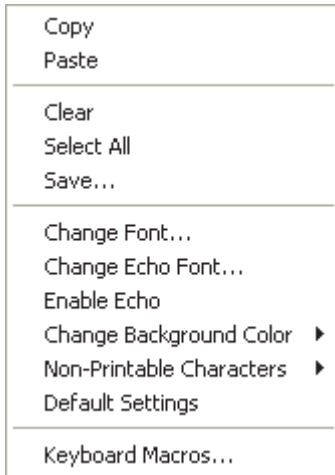 Copy
Paste
Clear
Select All
Save...
Change Font...
Change Echo Font...
Enable Echo
Change Background Color
Non-Printable Characters
Default Settings
Keyboard Macros...